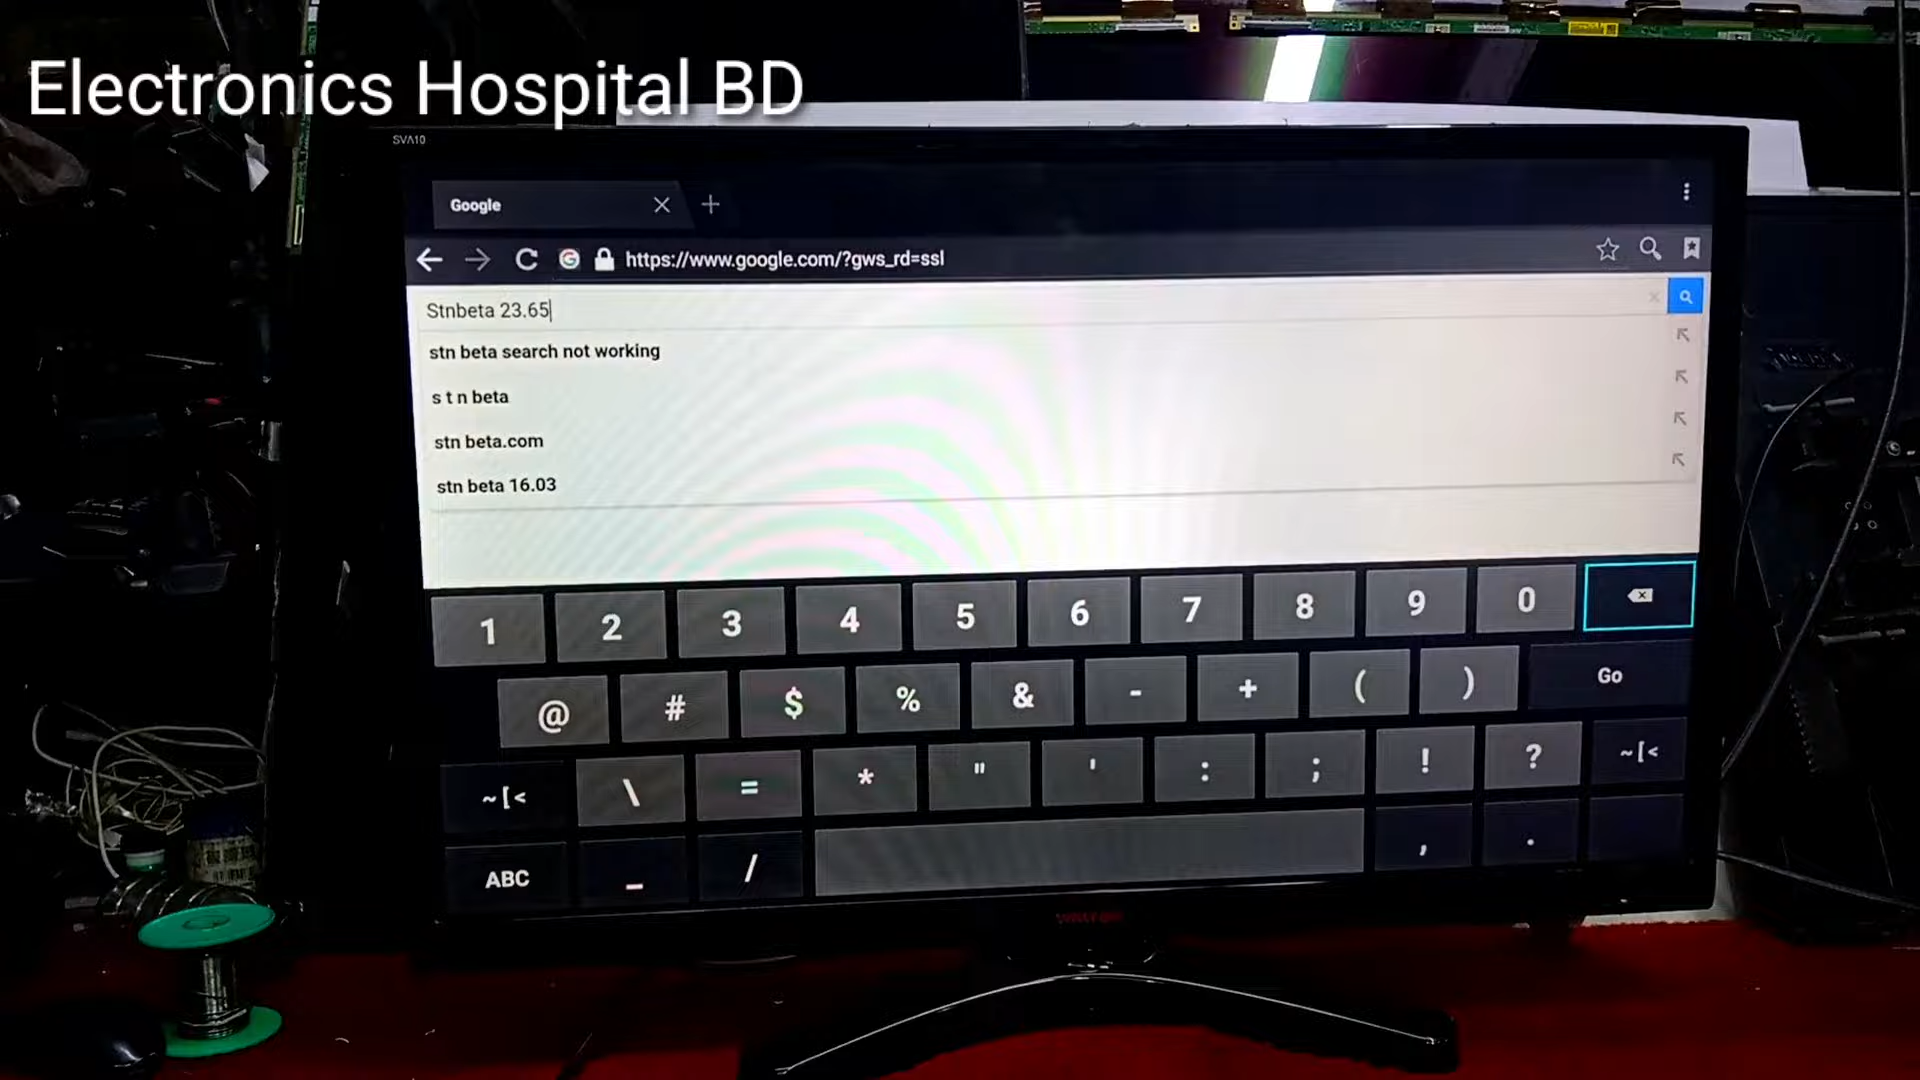 Electronics Hospital BD
SVA10
Google
https://www.google.com/?gws_rd=ssl
Stnbeta 23.65
stn beta search not working
s t n beta
stn beta.com
stn beta 16.03
1 2 3 4 5 6 7 8 9 0
@ # $ % & - + ( ) Go
~[< \ = * " ' : ; ! ? ~[<
ABC _ / , .